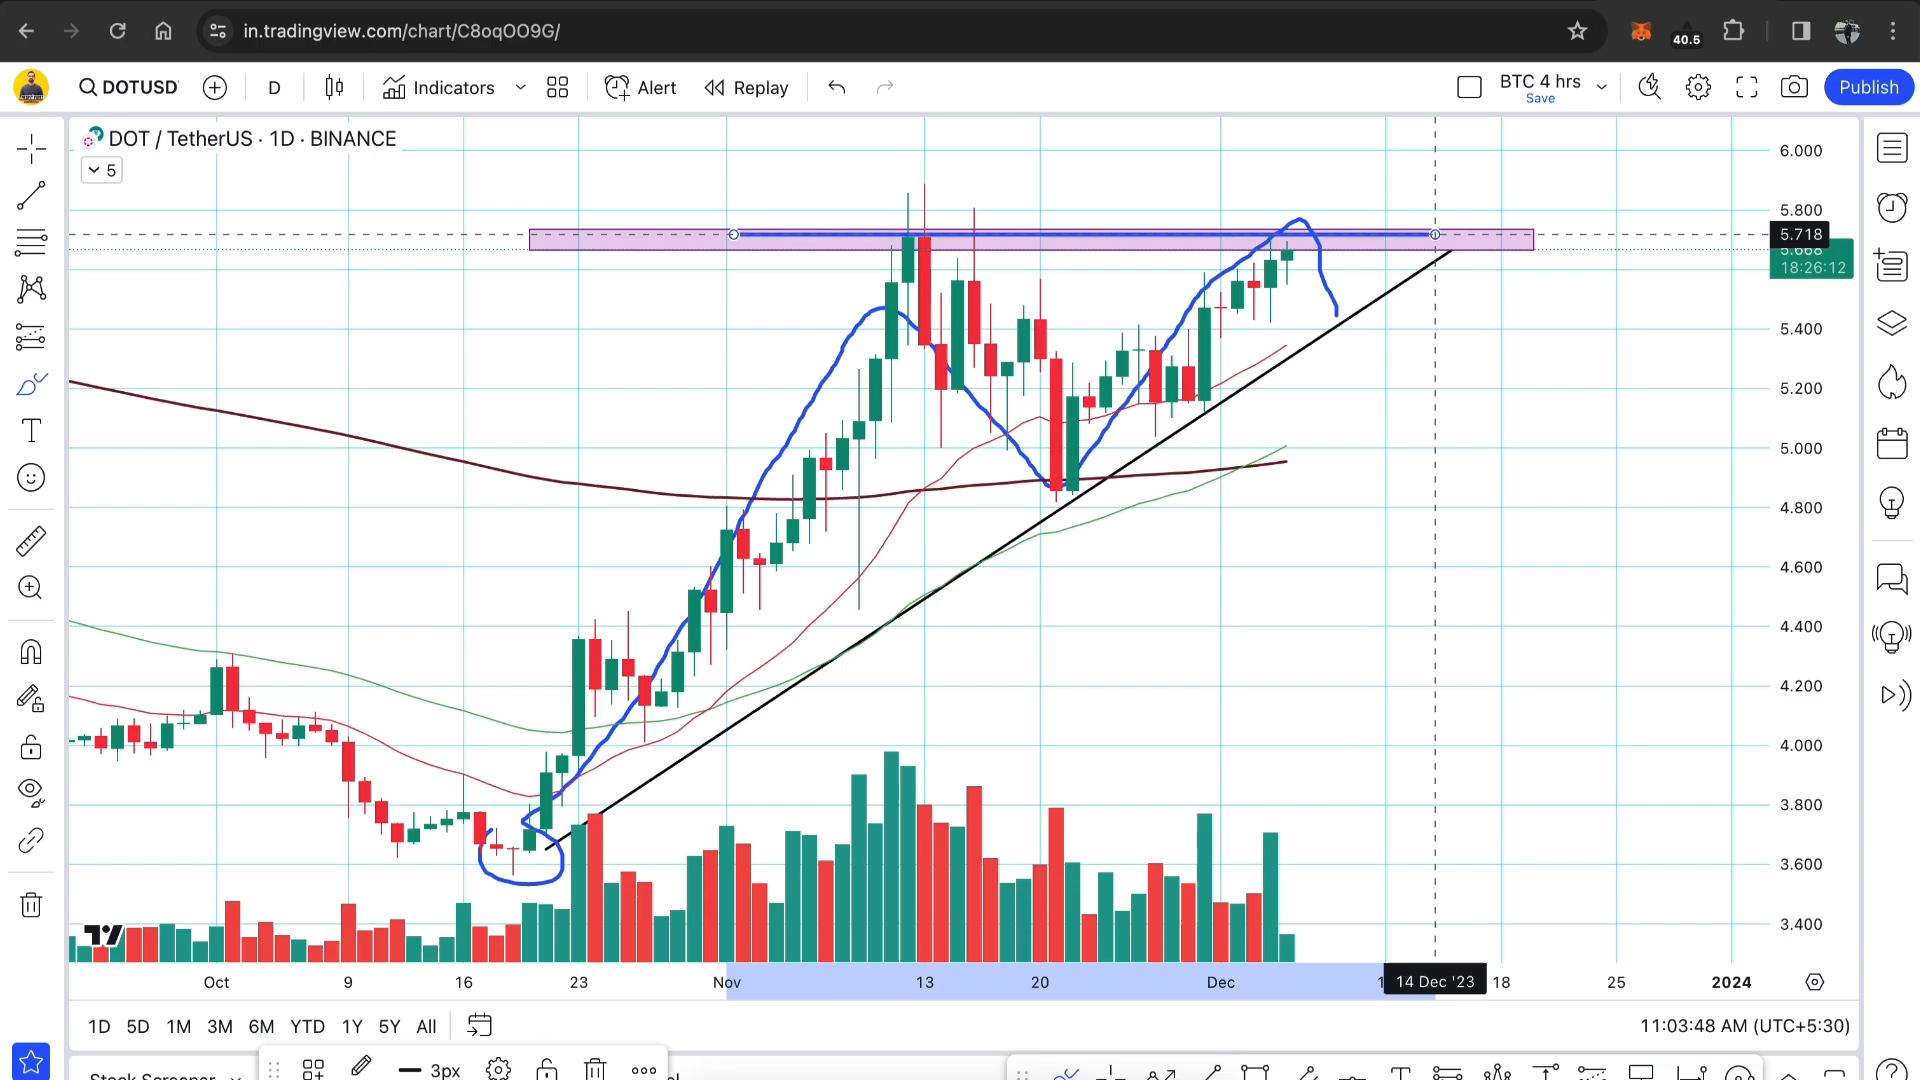 in.tradingview.com/chart/C8oqOO9G/
40.5
DOTUSD
D
Indicators
Alert
Replay
BTC 4 hrs
Save
Publish
DOT / TetherUS · 1D · BINANCE
5
6.000
5.800
5.718
5.668
18:26:12
5.400
5.200
5.000
4.800
4.600
4.400
4.200
4.000
3.800
3.600
3.400
Oct
9
16
23
Nov
13
20
Dec
14 Dec '23
18
25
2024
1D
5D
1M
3M
6M
YTD
1Y
5Y
All
11:03:48 AM (UTC+5:30)
Stock Screener
3px